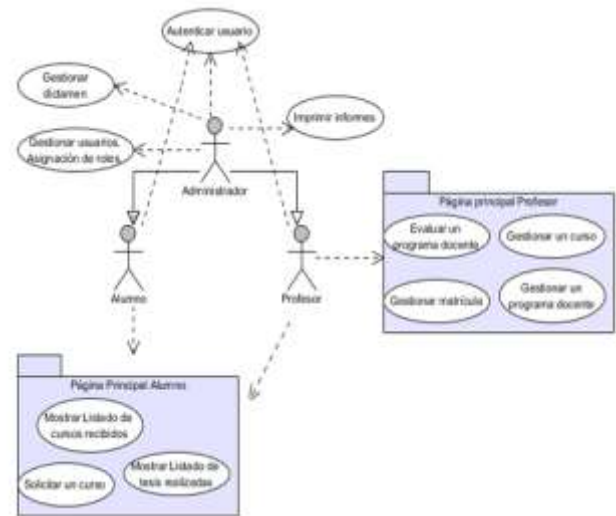 Autenticar usuario
Gestionar
dictamen
Imprimir informes
Gestionar usuarios.
Asignación de roles.
Administrador
Alumno
Profesor
Página principal Profesor
Evaluar un
programa docente
Gestionar un curso
Gestionar matrícula
Gestionar un
programa docente
Página Principal Alumno
Mostrar Listado de
cursos recibidos
Solicitar un curso
Mostrar Listado de
tesis realizadas